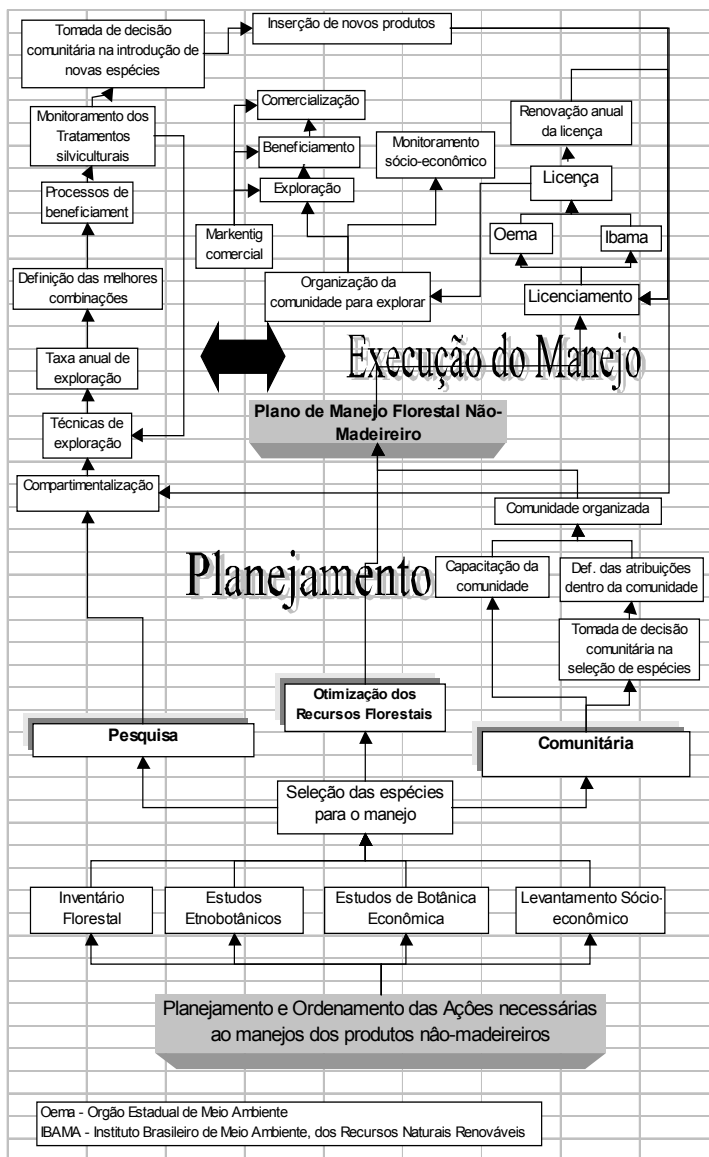 Tomada de decisão
comunitária na introdução de
novas espécies
Inserção de novos produtos
Monitoramento dos
Tratamentos
silviculturais
Comercialização
Beneficiamento
Exploração
Monitoramento
sócio-econômico
Renovação anual
da licença
Licença
Processos de
beneficiament
Markentig
comercial
Oema
Ibama
Definição das melhores
combinações
Organização da
comunidade para explorar
Licenciamento
Taxa anual de
exploração
Execução do Manejo
Plano de Manejo Florestal Não-
Madeireiro
Técnicas de
exploração
Compartimentalização
Comunidade organizada
Planejamento
Capacitação da
comunidade
Def. das atribuições
dentro da comunidade
Tomada de decisão
comunitária na
seleção de espécies
Otimização dos
Recursos Florestais
Pesquisa
Comunitária
Seleção das espécies
para o manejo
Inventário
Florestal
Estudos
Etnobotânicos
Estudos de Botânica
Econômica
Levantamento Sócio-
econômico
Planejamento e Ordenamento das Açôes necessárias
ao manejos dos produtos nâo-madeireiros
Oema - Orgão Estadual de Meio Ambiente
IBAMA - Instituto Brasileiro de Meio Ambiente, dos Recursos Naturais Renováveis